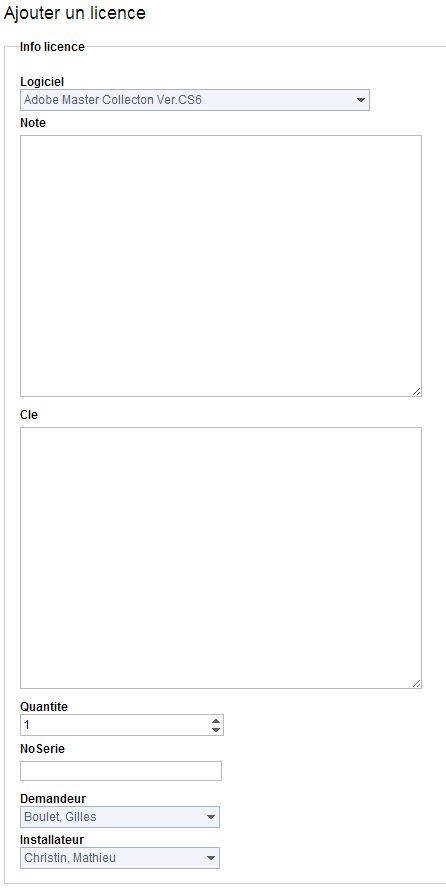 Ajouter un licence
Info licence
Logiciel
Adobe Master Collecton Ver.CS6
Note
Cle
Quantite
1
NoSerie
Demandeur
Boulet, Gilles
Installateur
Christin, Mathieu